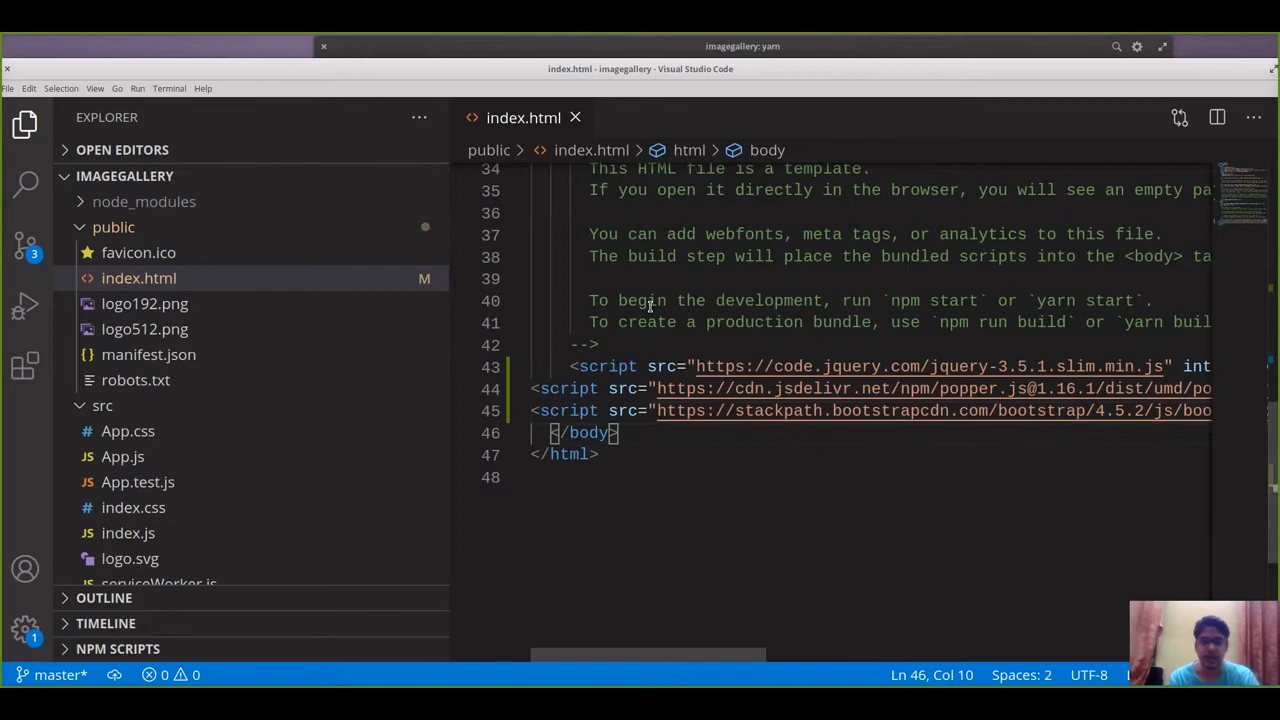 imagegallery: yarn
index.html - imagegallery - Visual Studio Code
File Edit Selection View Go Run Terminal Help
EXPLORER
index.html
OPEN EDITORS
public > index.html > html > body
IMAGEGALLERY
node_modules
public
favicon.ico
index.html M
logo192.png
logo512.png
manifest.json
robots.txt
src
App.css
App.js
App.test.js
index.css
index.js
logo.svg
serviceWorker.js
OUTLINE
TIMELINE
NPM SCRIPTS
3
1
34 This HTML file is a template.
35 If you open it directly in the browser, you will see an empty pa
36
37 You can add webfonts, meta tags, or analytics to this file.
38 The build step will place the bundled scripts into the <body> ta
39
40 To begin the development, run `npm start` or `yarn start`.
41 To create a production bundle, use `npm run build` or `yarn buil
42 -->
43 <script src="https://code.jquery.com/jquery-3.5.1.slim.min.js" int
44 <script src="https://cdn.jsdelivr.net/npm/popper.js@1.16.1/dist/umd/po
45 <script src="https://stackpath.bootstrapcdn.com/bootstrap/4.5.2/js/boo
46 </body>
47 </html>
48
master* 0 0 Ln 46, Col 10 Spaces: 2 UTF-8